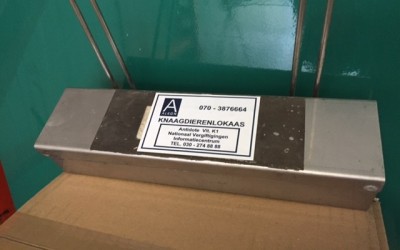 A
070 - 3876664
KNAAGDIERENLOKAAS
Antidote Vit. K1
Nationaal Vergiftigingen
Informatiecentrum
TEL. 030 - 274 88 88